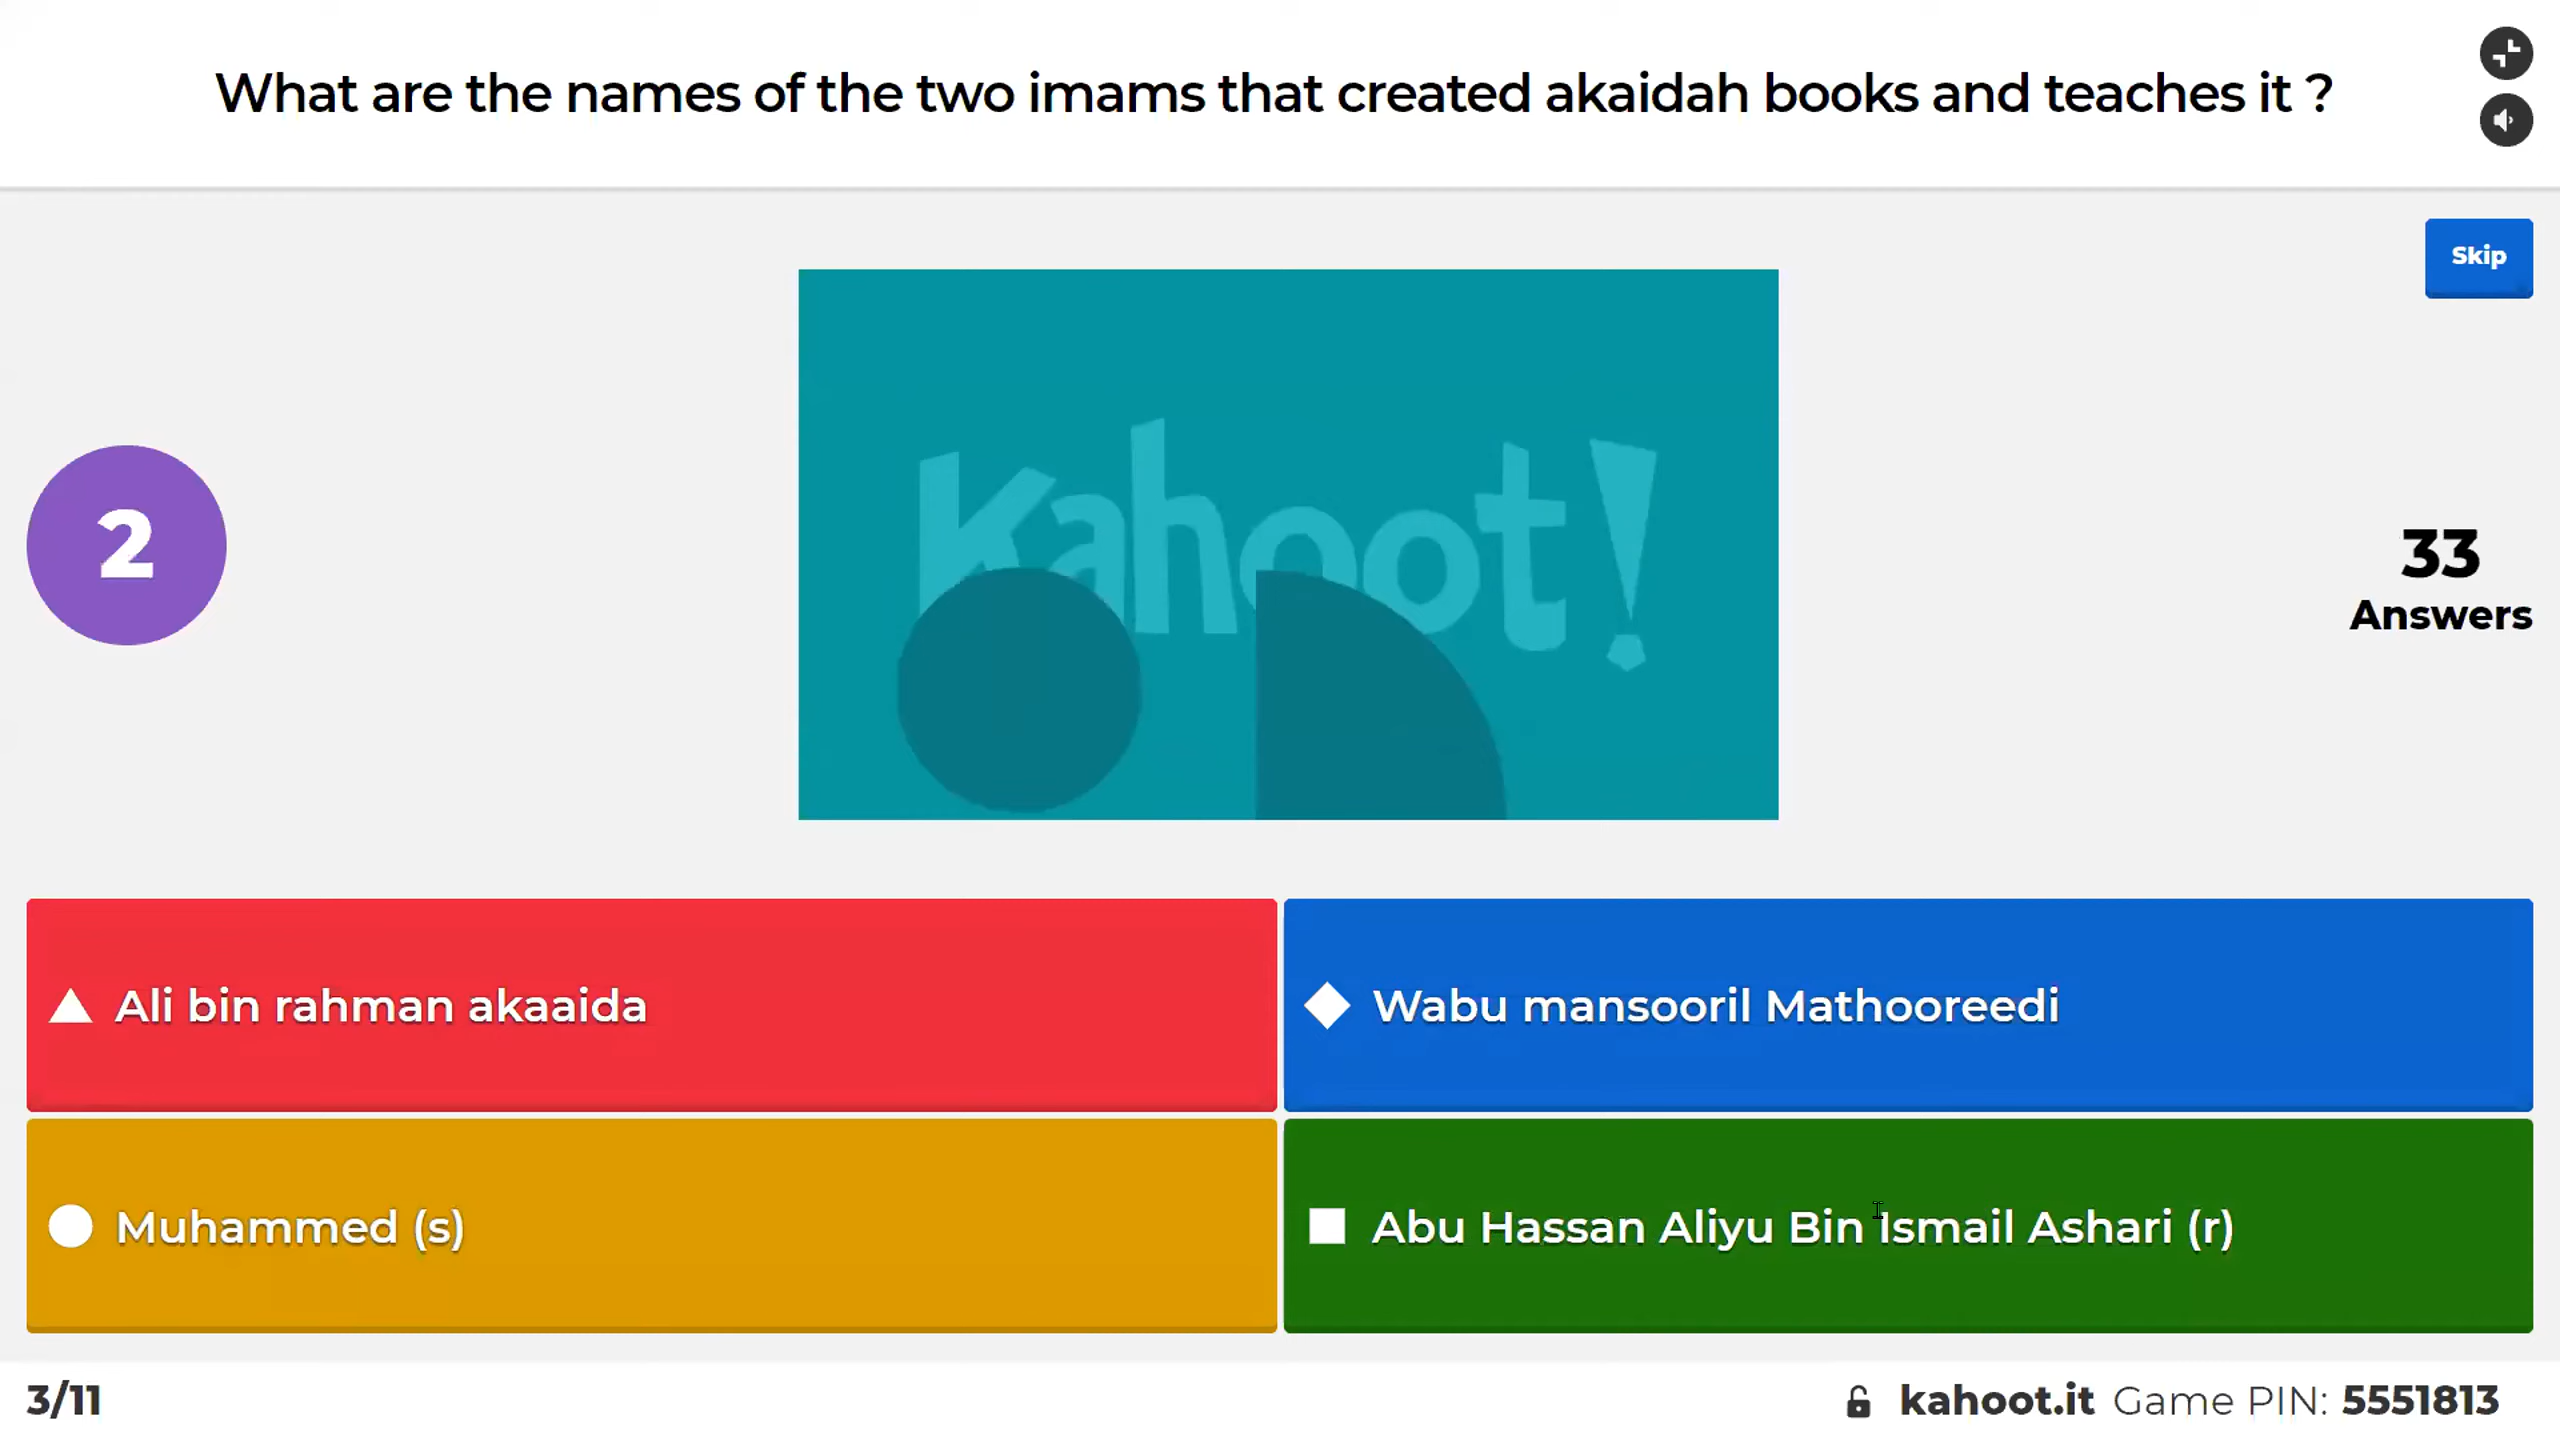 What are the names of the two imams that created akaidah books and teaches it ?
Skip
Kahoot!
2
33
Answers
Ali bin rahman akaaida
Wabu mansooril Mathooreedi
Muhammed (s)
Abu Hassan Aliyu Bin Ismail Ashari (r)
3/11
kahoot.it Game PIN: 5551813